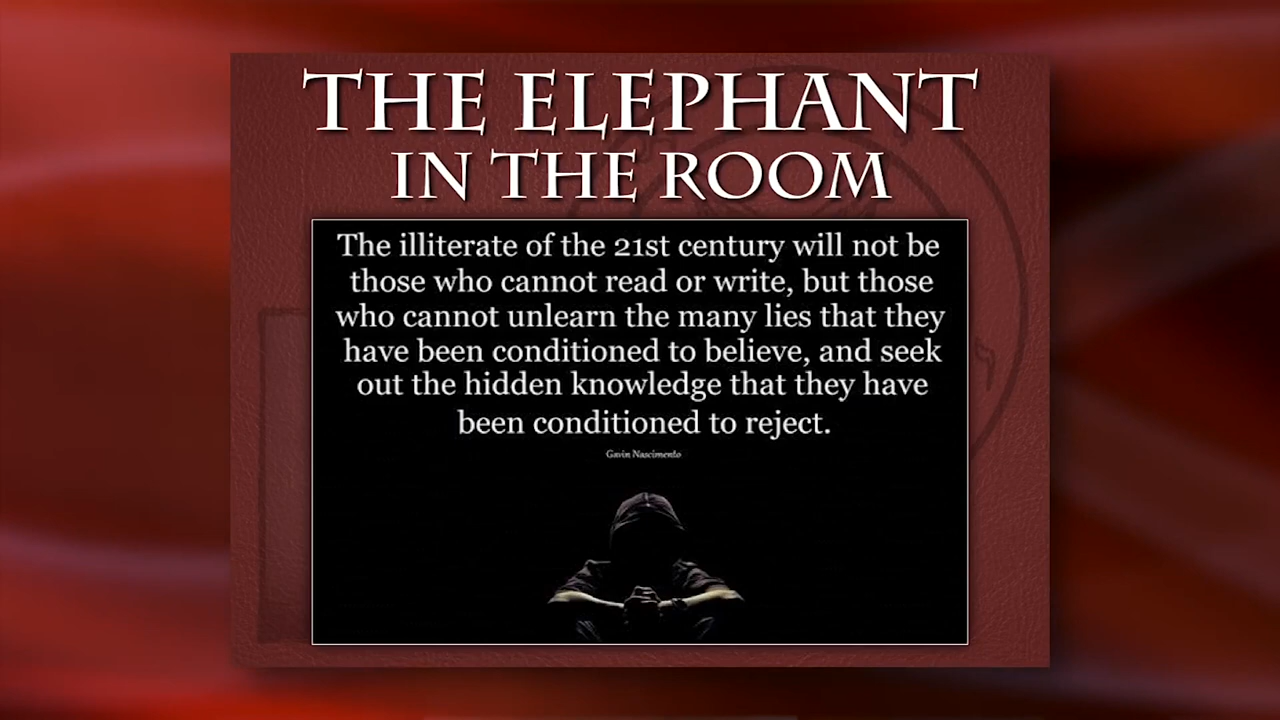 THE ELEPHANT
IN THE ROOM
The illiterate of the 21st century will not be
those who cannot read or write, but those
who cannot unlearn the many lies that they
have been conditioned to believe, and seek
out the hidden knowledge that they have
been conditioned to reject.
Gavin Nascimento